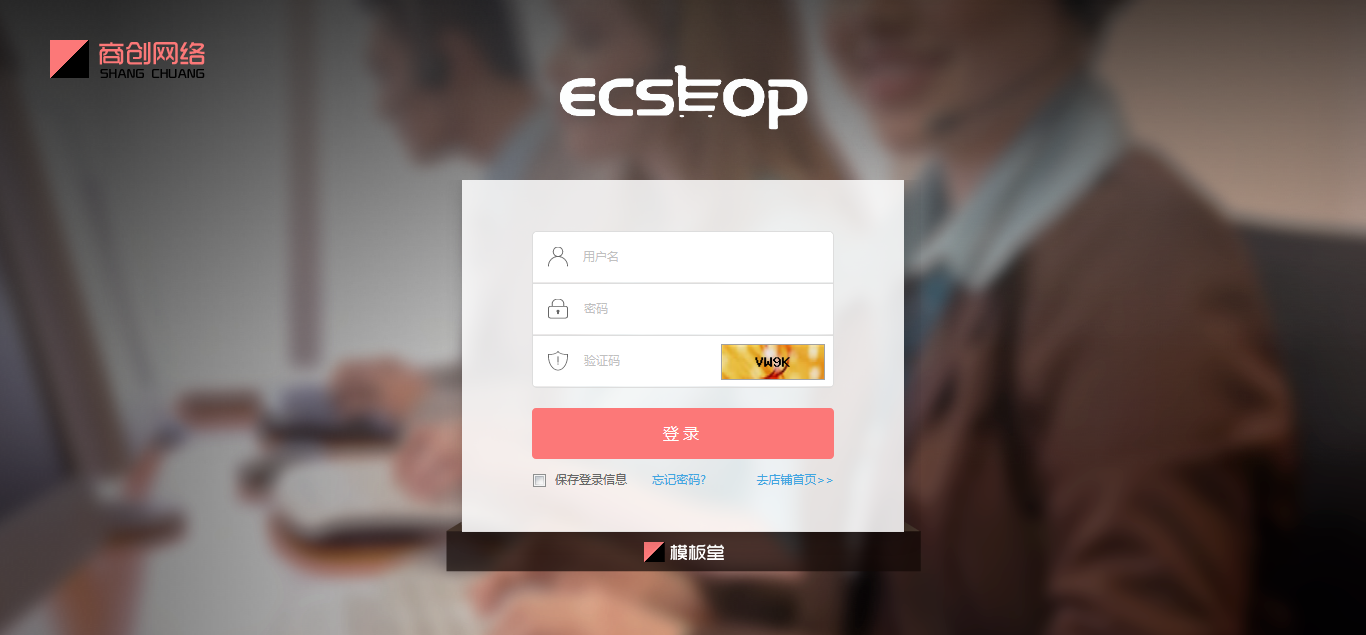 商创网络
SHANG CHUANG
ecshop
用户名
密码
验证码
VW9K
登录
保存登录信息 忘记密码? 去店铺首页>>
模板堂